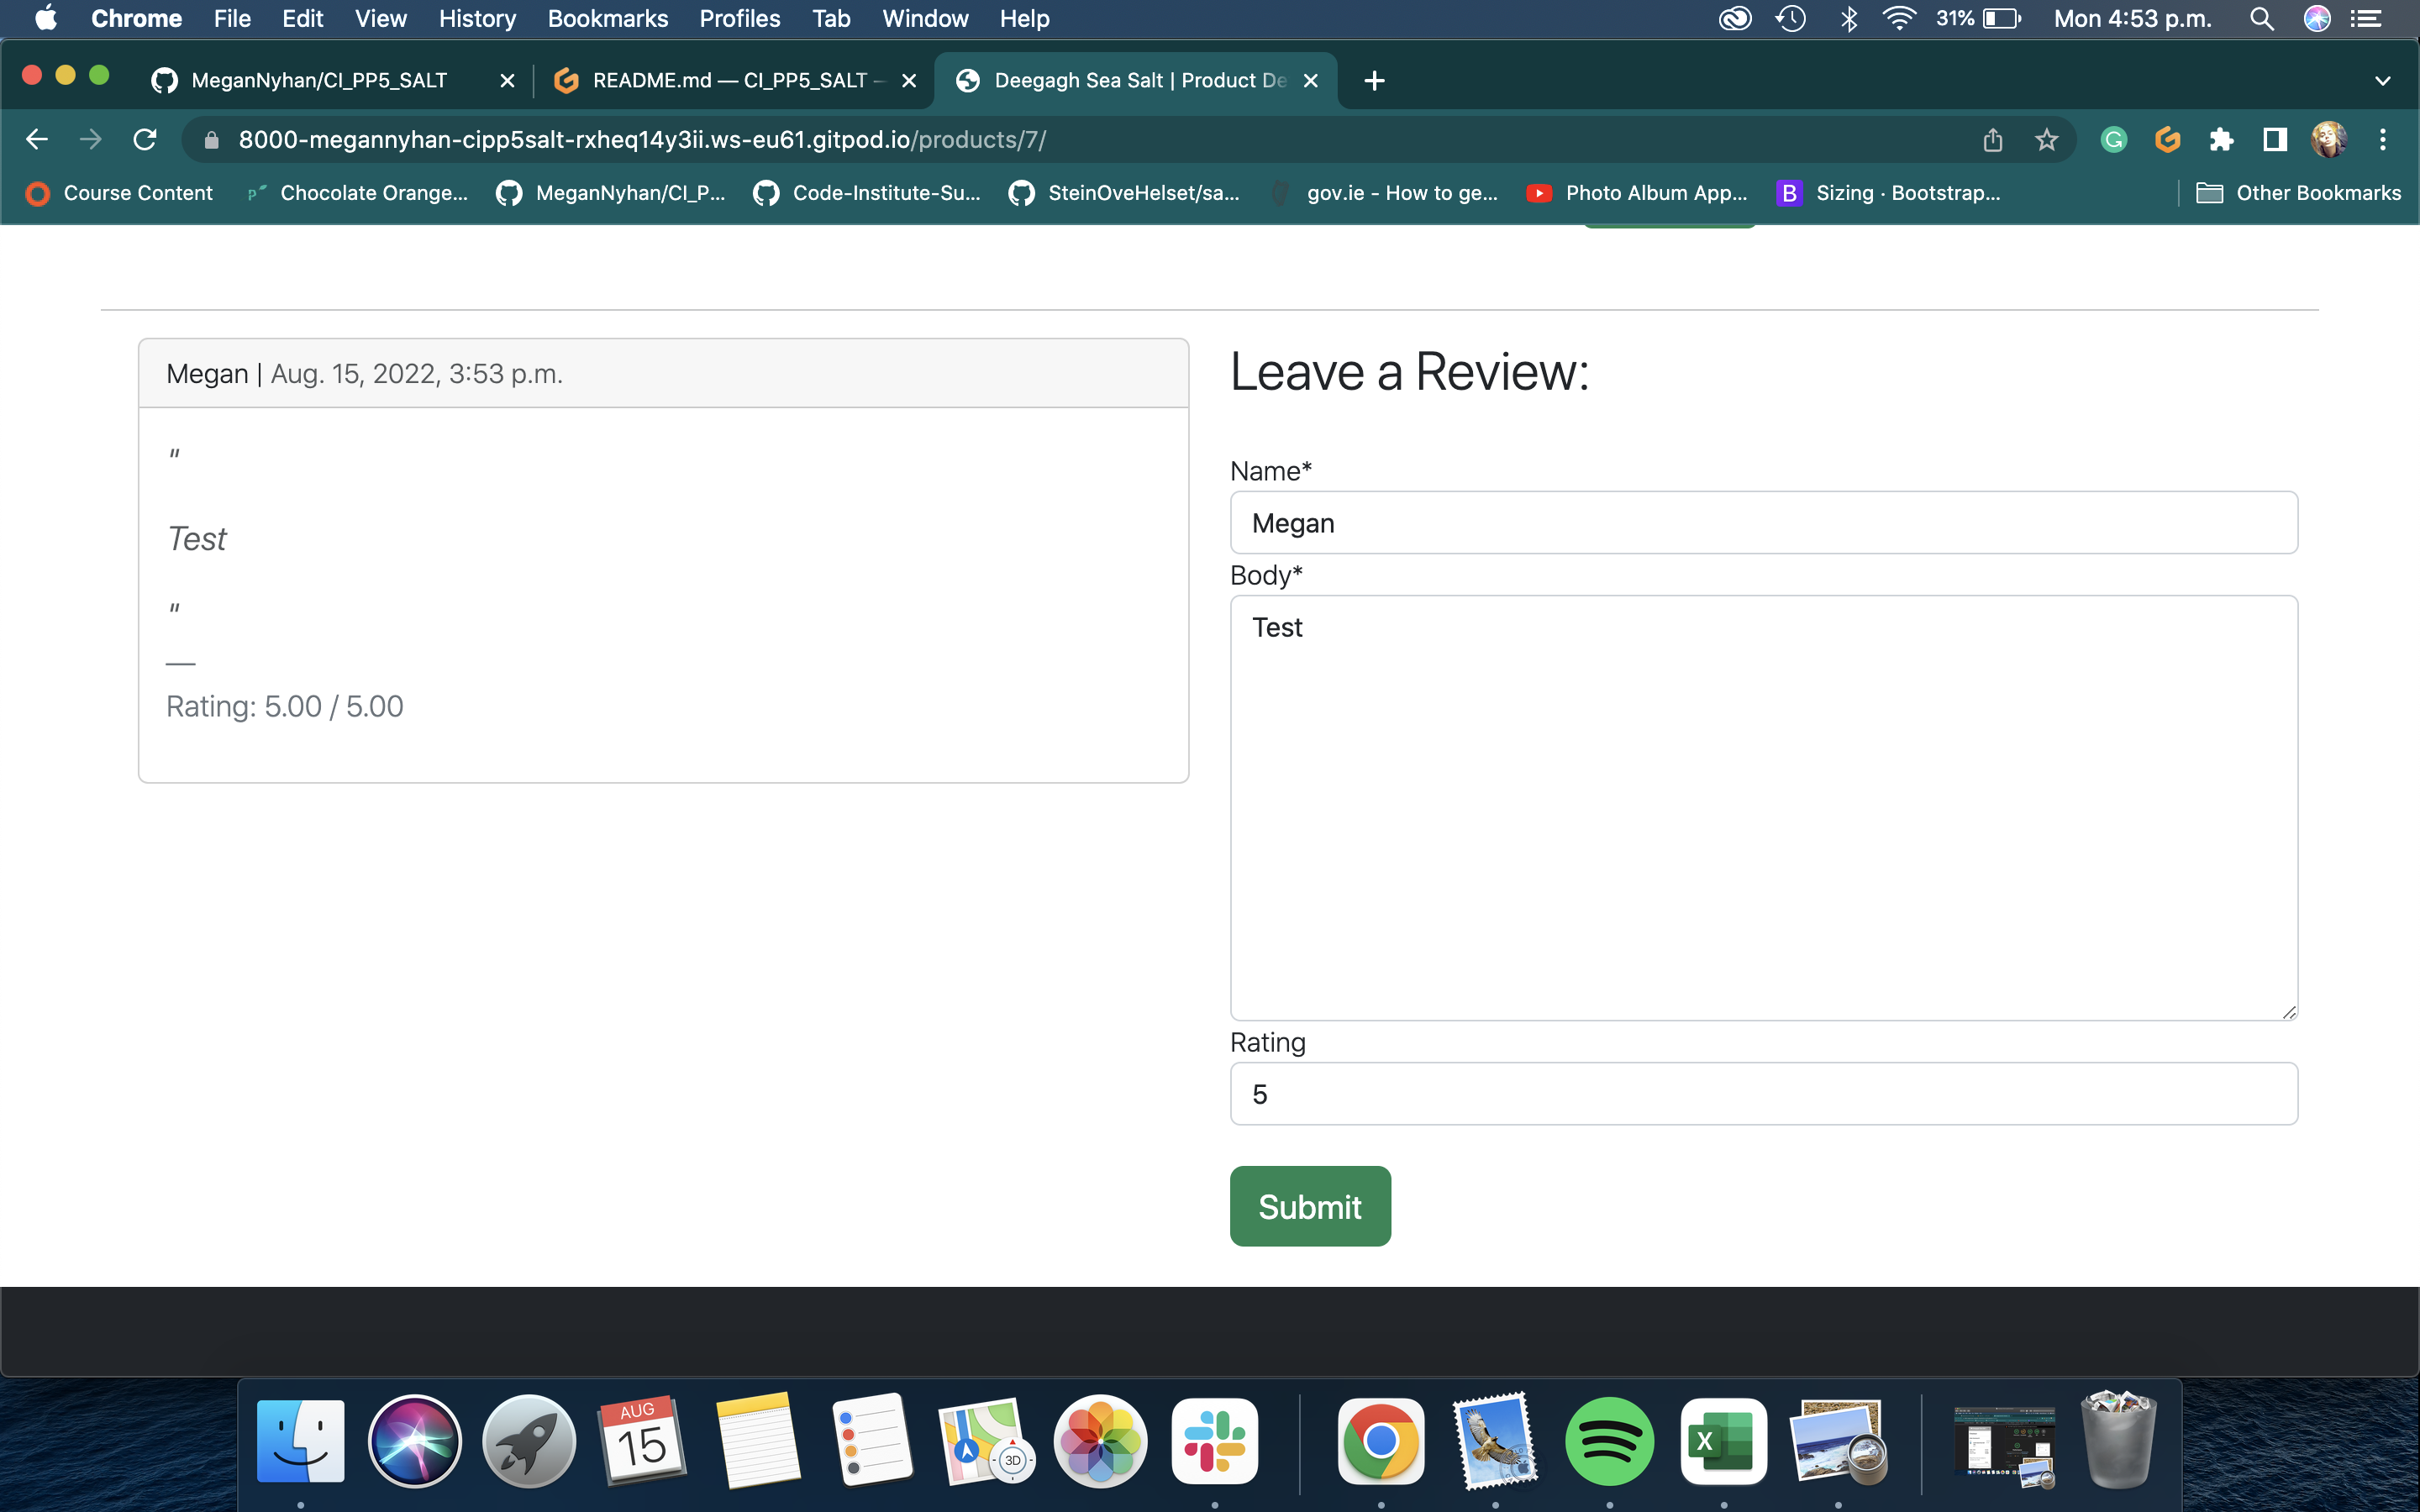 Chrome File Edit View History Bookmarks Profiles Tab Window Help 31% Mon 4:53 p.m.
MeganNyhan/CI_PP5_SALT README.md — CI_PP5_SALT — Deegagh Sea Salt | Product De
8000-megannyhan-cipp5salt-rxheq14y3ii.ws-eu61.gitpod.io/products/7/
Course Content Chocolate Orange... MeganNyhan/CI_P... Code-Institute-Su... SteinOveHelset/sa... gov.ie - How to ge... Photo Album App... B Sizing · Bootstrap... Other Bookmarks
Megan | Aug. 15, 2022, 3:53 p.m.
"
Test
"
—
Rating: 5.00 / 5.00
Leave a Review:
Name*
Megan
Body*
Test
Rating
5
Submit
AUG
15
3D
X